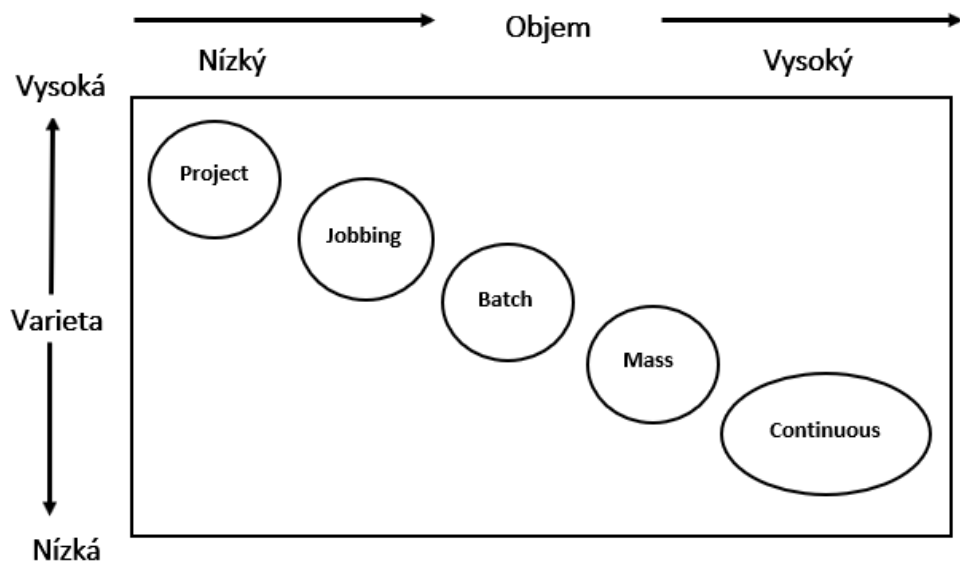 Objem
Nízký
Vysoký
Vysoká
Project
Jobbing
Batch
Varieta
Mass
Continuous
Nízká